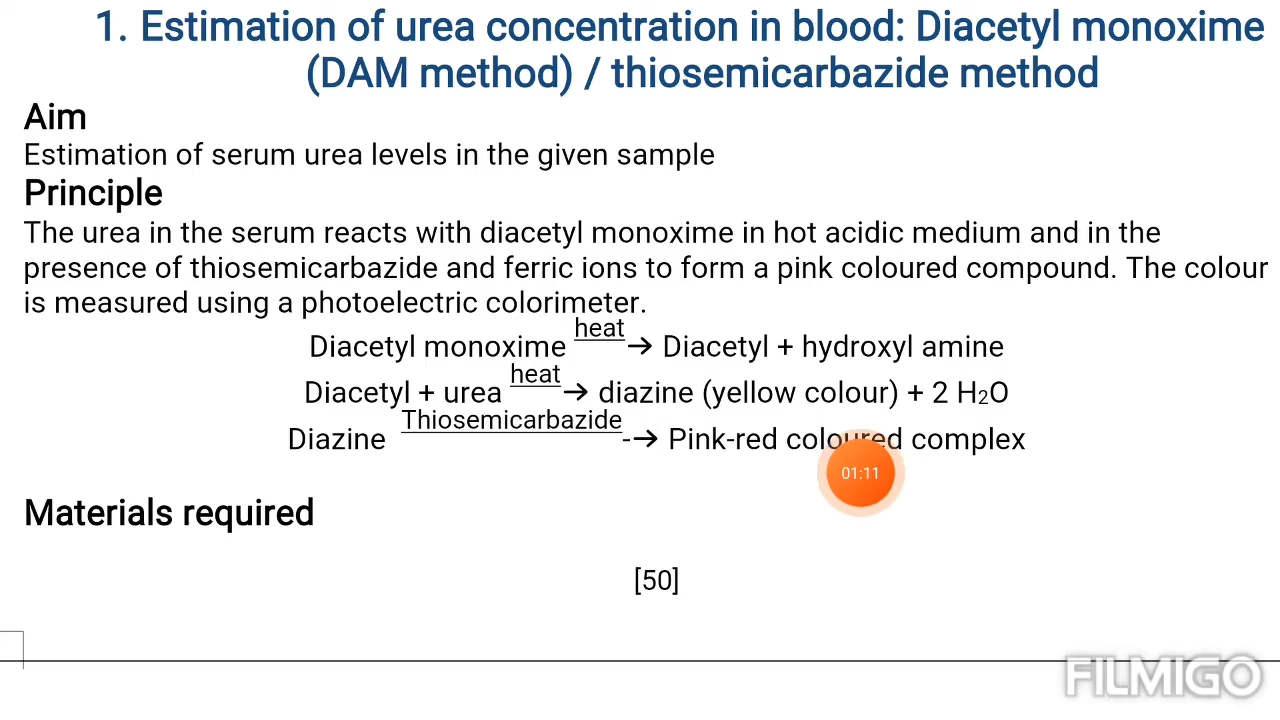 1. Estimation of urea concentration in blood: Diacetyl monoxime
(DAM method) / thiosemicarbazide method
Aim
Estimation of serum urea levels in the given sample
Principle
The urea in the serum reacts with diacetyl monoxime in hot acidic medium and in the
presence of thiosemicarbazide and ferric ions to form a pink coloured compound. The colour
is measured using a photoelectric colorimeter.
heat
Diacetyl monoxime → Diacetyl + hydroxyl amine
heat
Diacetyl + urea → diazine (yellow colour) + 2 H₂O
Thiosemicarbazide
Diazine -→ Pink-red coloured complex
01:11
Materials required
[50]
FILMIGO